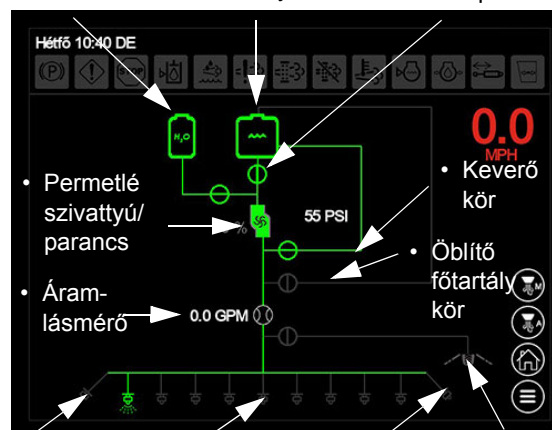 Hétfő 10:40 DE
STOP
H₂O
0.0
MPH
• Keverő
kör
• Permetlé
szivattyú/
parancs
%
55 PSI
• Öblítő
főtartály
kör
• Áram-
lásmérő
0.0 GPM
M
A